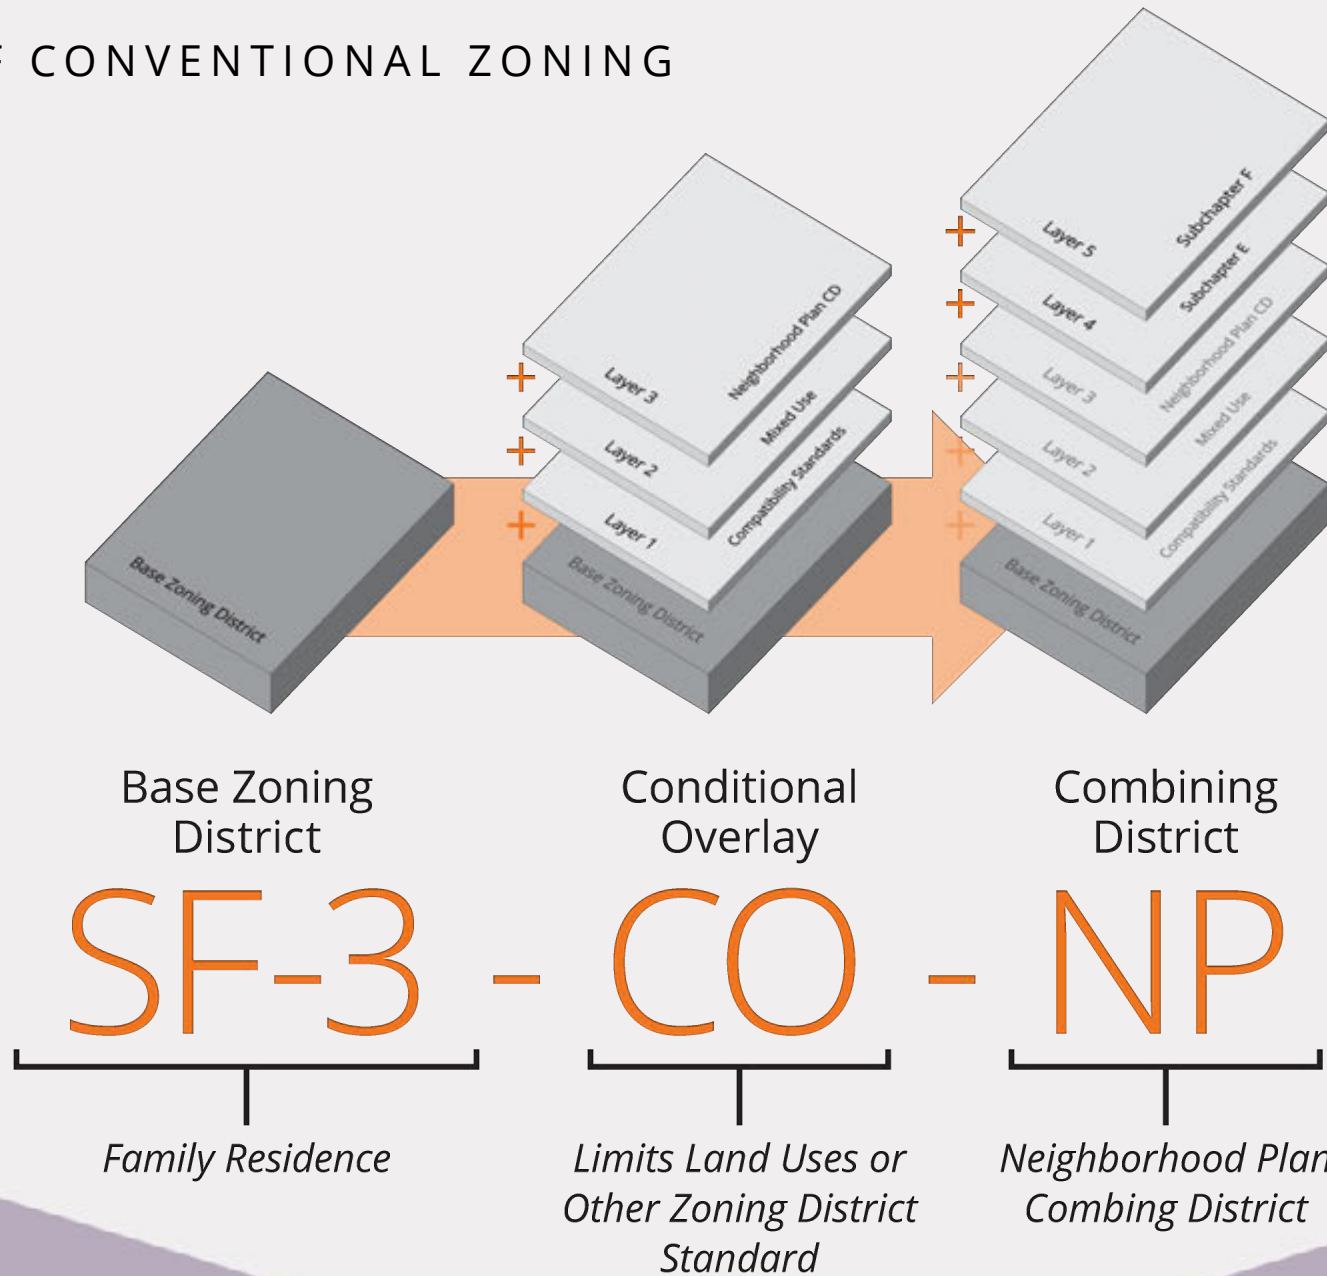 CONVENTIONAL ZONING
Base Zoning District
+
+
+
Layer 3
Neighborhood Plan CD
Layer 2
Mixed Use
Layer 1
Compatibility Standards
Base Zoning District
+
+
+
+
+
Layer 5
Subchapter F
Layer 4
Subchapter E
Layer 3
Neighborhood Plan CD
Layer 2
Mixed Use
Layer 1
Compatibility Standards
Base Zoning District
Base Zoning
District
Conditional
Overlay
Combining
District
SF-3 - CO - NP
Family Residence
Limits Land Uses or
Other Zoning District
Standard
Neighborhood Plan
Combing District